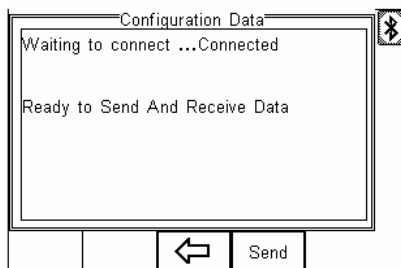 Configuration Data
Waiting to connect ...Connected
Ready to Send And Receive Data
Send